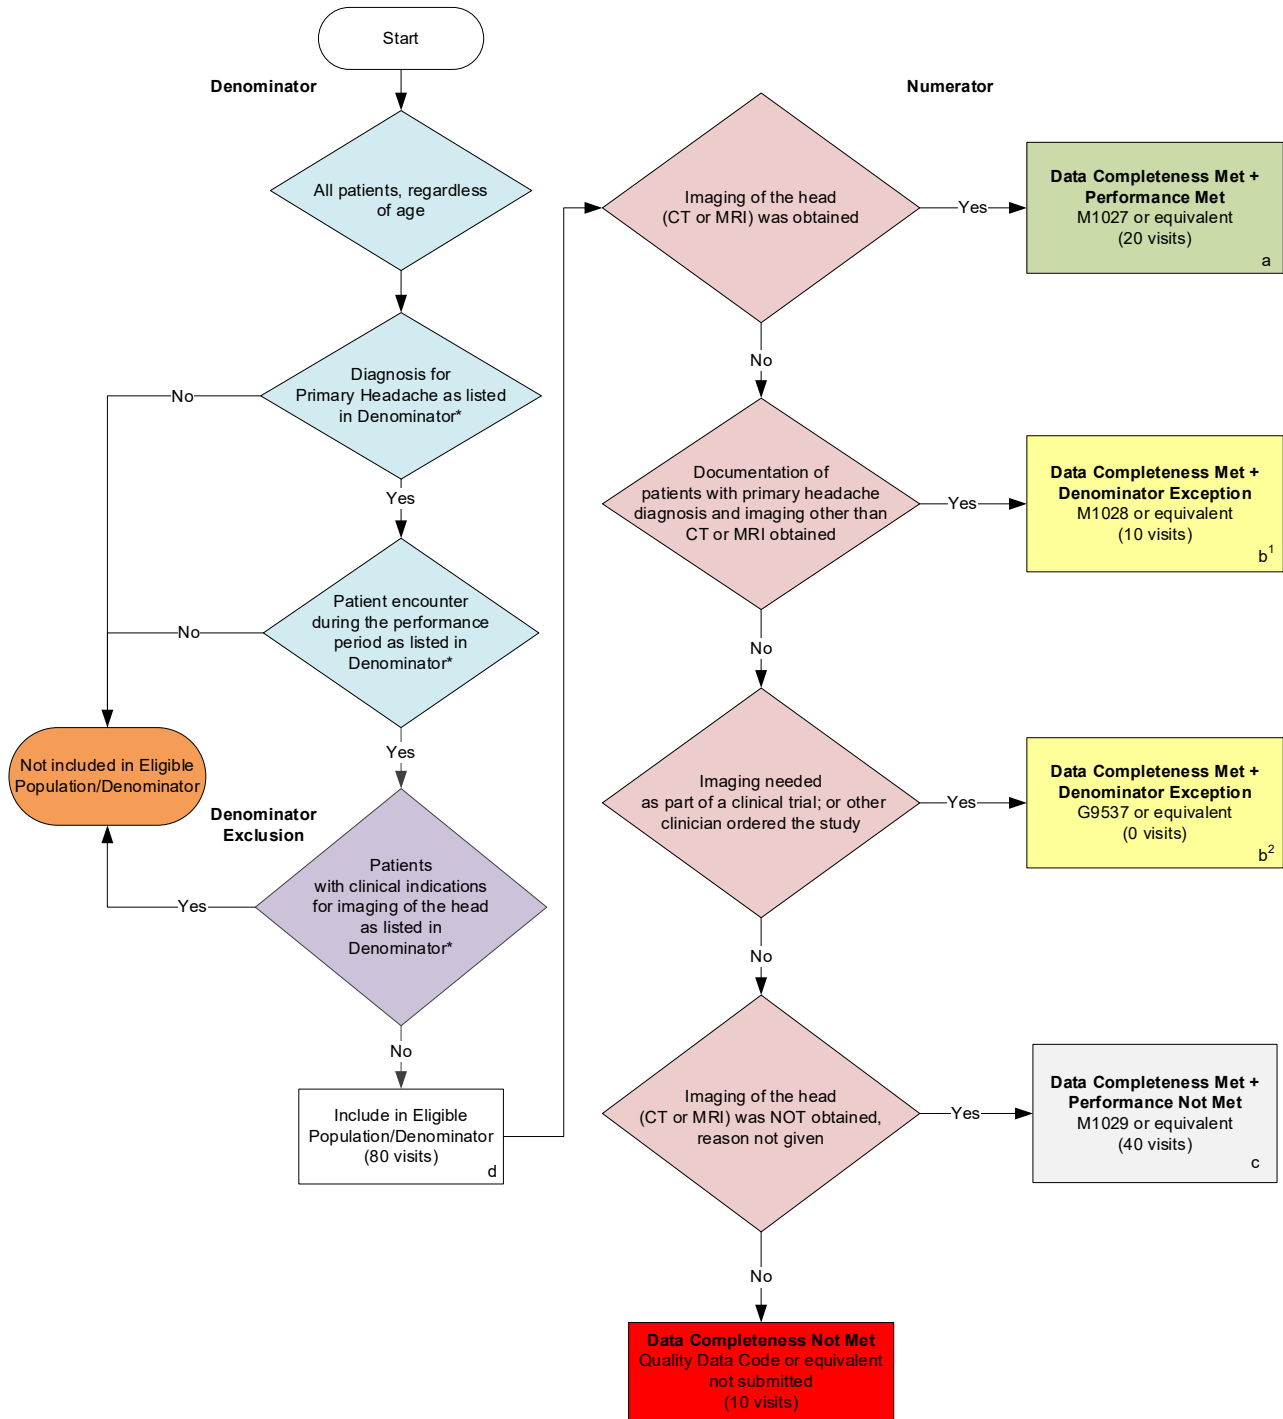 Start
Denominator
All patients, regardless
of age
Diagnosis for
Primary Headache as listed
in Denominator*
No
Yes
Patient encounter
during the performance
period as listed in
Denominator*
No
Yes
Not included in Eligible
Population/Denominator
Denominator
Exclusion
Patients
with clinical indications
for imaging of the head
as listed in
Denominator*
Yes
No
Include in Eligible
Population/Denominator
(80 visits)
d
Numerator
Imaging of the head
(CT or MRI) was obtained
Yes
Data Completeness Met +
Performance Met
M1027 or equivalent
(20 visits)
a
No
Documentation of
patients with primary headache
diagnosis and imaging other than
CT or MRI obtained
Yes
Data Completeness Met +
Denominator Exception
M1028 or equivalent
(10 visits)
b¹
No
Imaging needed
as part of a clinical trial; or other
clinician ordered the study
Yes
Data Completeness Met +
Denominator Exception
G9537 or equivalent
(0 visits)
b²
No
Imaging of the head
(CT or MRI) was NOT obtained,
reason not given
Yes
Data Completeness Met +
Performance Not Met
M1029 or equivalent
(40 visits)
c
No
Data Completeness Not Met
Quality Data Code or equivalent
not submitted
(10 visits)